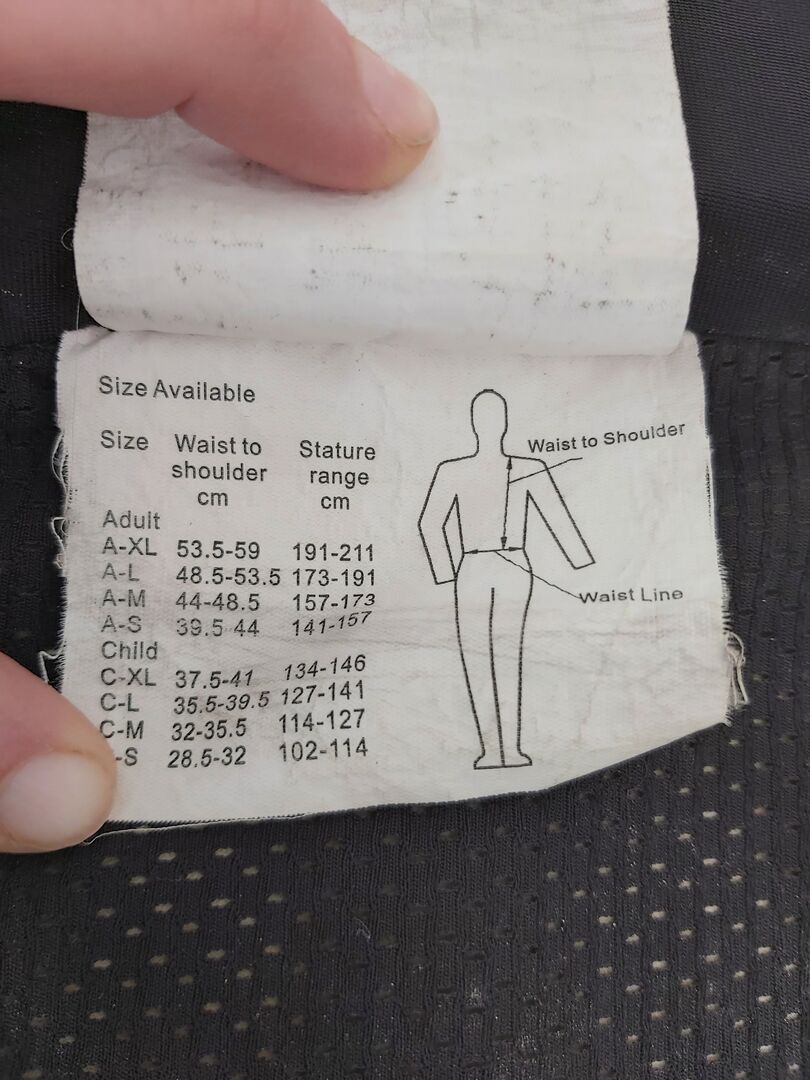 Size Available
Size Waist to shoulder cm Stature range cm
Adult
A-XL 53.5-59 191-211
A-L 48.5-53.5 173-191
A-M 44-48.5 157-173
A-S 39.5-44 141-157
Child
C-XL 37.5-41 134-146
C-L 35.5-39.5 127-141
C-M 32-35.5 114-127
-S 28.5-32 102-114
Waist to Shoulder
Waist Line